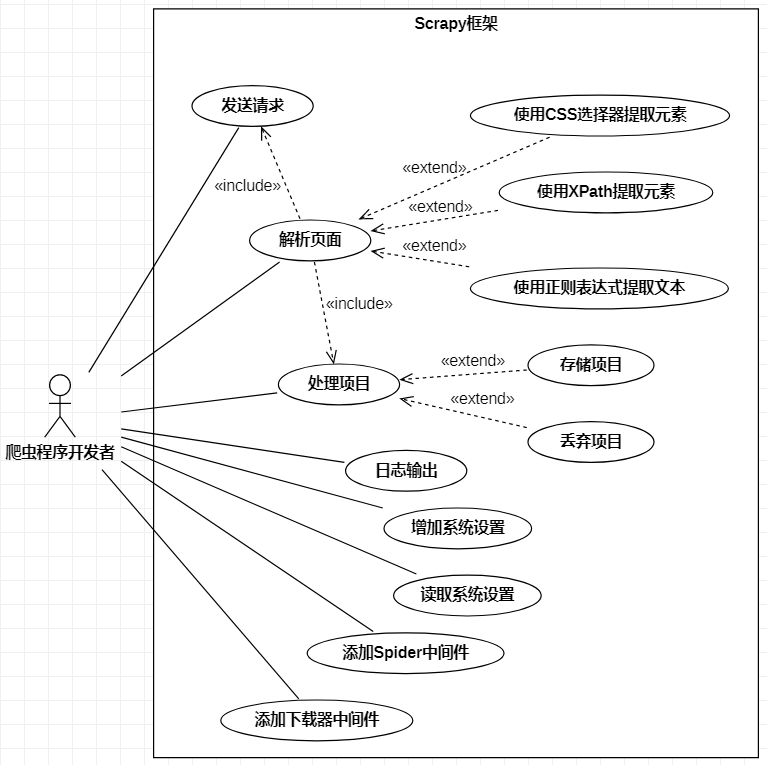 Scrapy框架
发送请求
使用CSS选择器提取元素
«extend»
«include»
使用XPath提取元素
«extend»
解析页面
«extend»
使用正则表达式提取文本
«include»
«extend»
存储项目
处理项目
«extend»
丢弃项目
爬虫程序开发者
日志输出
增加系统设置
读取系统设置
添加Spider中间件
添加下载器中间件